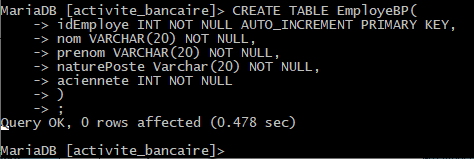 MariaDB [activite_bancaire]> CREATE TABLE EmployeBP(
    -> idEmploye INT NOT NULL AUTO_INCREMENT PRIMARY KEY,
    -> nom VARCHAR(20) NOT NULL,
    -> prenom VARCHAR(20) NOT NULL,
    -> naturePoste Varchar(20) NOT NULL,
    -> aciennete INT NOT NULL
    -> )
    -> ;
Query OK, 0 rows affected (0.478 sec)
MariaDB [activite_bancaire]>